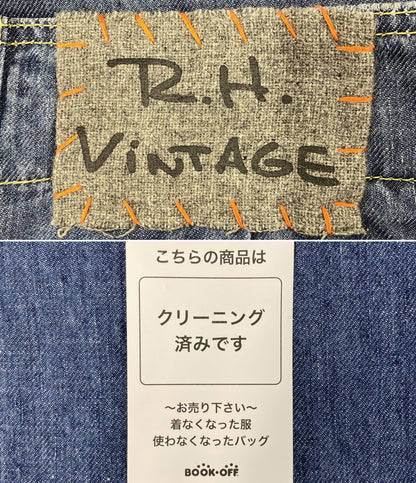 R.H.
VINTAGE
こちらの商品は
クリーニング
済みです
～お売り下さい～
着なくなった服
使わなくなったバッグ
BOOK・OFF